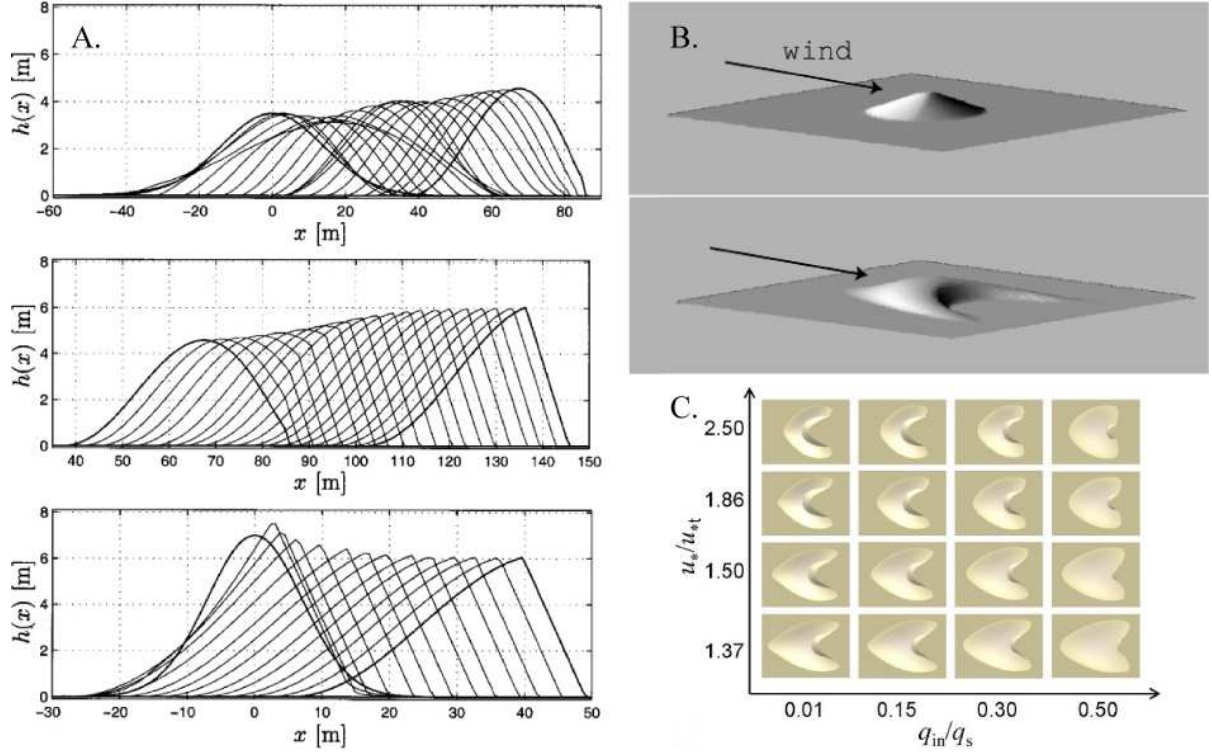 A.
h(x) [m]
8
6
4
2
0
-60 -40 -20 0 20 40 60 80
x [m]
h(x) [m]
8
6
4
2
0
40 50 60 70 80 90 100 110 120 130 140 150
x [m]
h(x) [m]
8
6
4
2
0
-30 -20 -10 0 10 20 30 40 50
x [m]
B.
wind
C.
u*/u*t
2.50
1.86
1.50
1.37
0.01 0.15 0.30 0.50
qin/qs